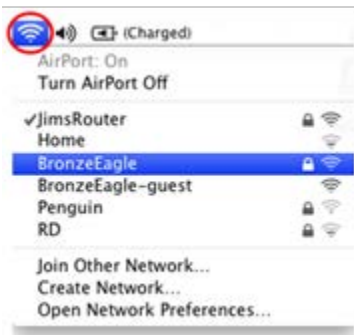 (Charged)
AirPort: On
Turn AirPort Off
✓JimsRouter
Home
BronzeEagle
BronzeEagle-guest
Penguin
RD
Join Other Network...
Create Network...
Open Network Preferences...